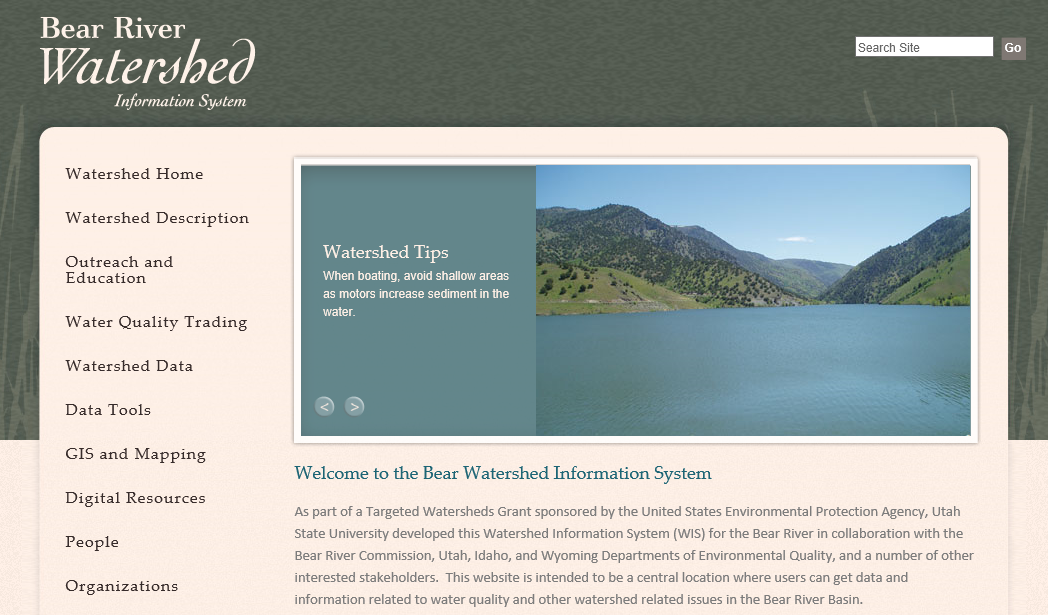 Bear River
Watershed
Information System
Search Site
Go
Watershed Home
Watershed Description
Outreach and
Education
Water Quality Trading
Watershed Data
Data Tools
GIS and Mapping
Digital Resources
People
Organizations
Watershed Tips
When boating, avoid shallow areas
as motors increase sediment in the
water.
< >
Welcome to the Bear Watershed Information System
As part of a Targeted Watersheds Grant sponsored by the United States Environmental Protection Agency, Utah
State University developed this Watershed Information System (WIS) for the Bear River in collaboration with the
Bear River Commission, Utah, Idaho, and Wyoming Departments of Environmental Quality, and a number of other
interested stakeholders.  This website is intended to be a central location where users can get data and
information related to water quality and other watershed related issues in the Bear River Basin.